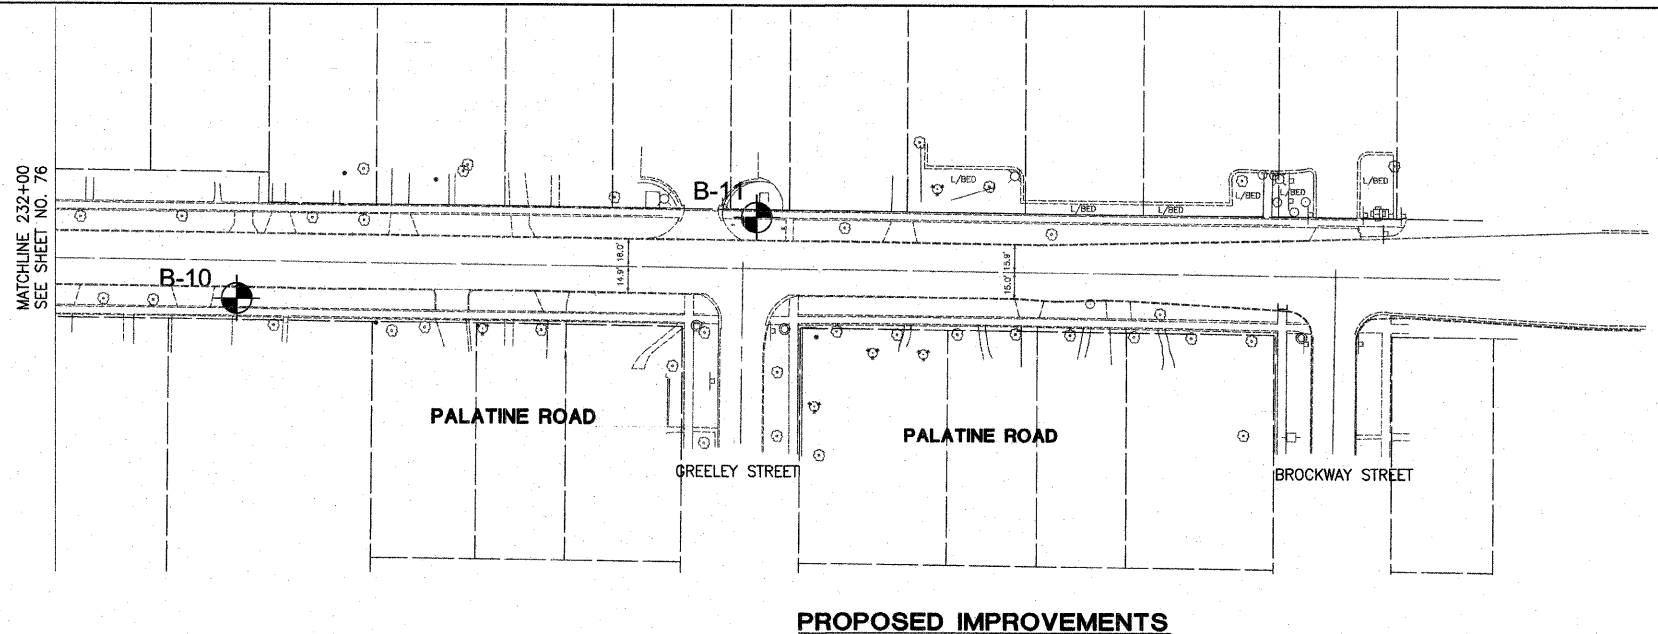 MATCHLINE 232+00
SEE SHEET NO. 76
B-10
B-11
L/BED
L/BED
L/BED
L/BED
L/BED
L/BED
14.9' 16.0'
15.0' 15.9'
PALATINE ROAD
PALATINE ROAD
GREELEY STREET
BROCKWAY STREET
PROPOSED IMPROVEMENTS